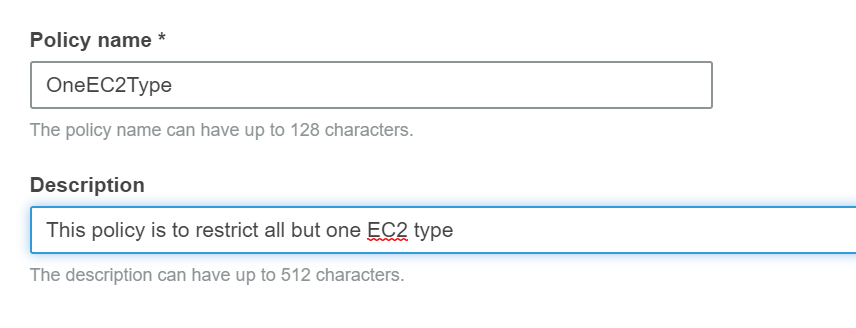 Policy name *
OneEC2Type
The policy name can have up to 128 characters.
Description
This policy is to restrict all but one EC2 type
The description can have up to 512 characters.